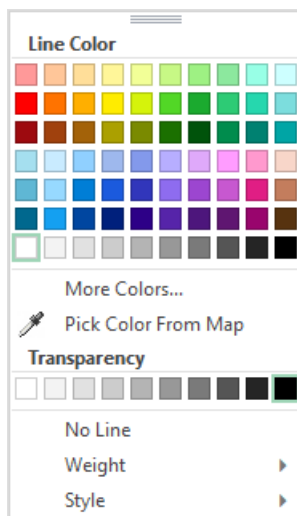 Line Color
More Colors...
Pick Color From Map
Transparency
No Line
Weight
Style